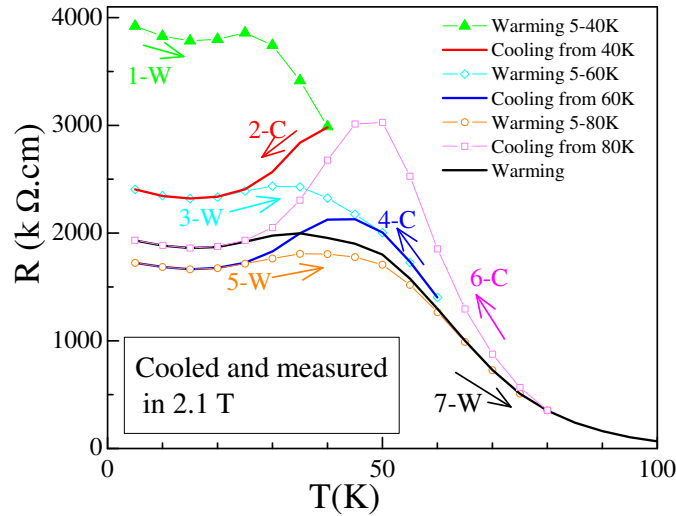 4000
3000
2000
1000
0
0
50
100
R (k Ω.cm)
T(K)
Warming 5-40K
Cooling from 40K
Warming 5-60K
Cooling from 60K
Warming 5-80K
Cooling from 80K
Warming
1-W
2-C
3-W
4-C
5-W
6-C
7-W
Cooled and measured
in 2.1 T